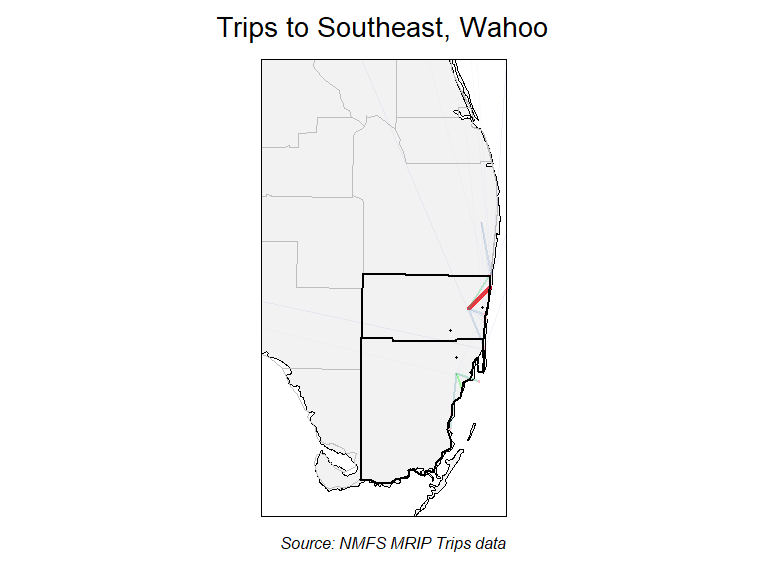 Trips to Southeast, Wahoo
Source: NMFS MRIP Trips data